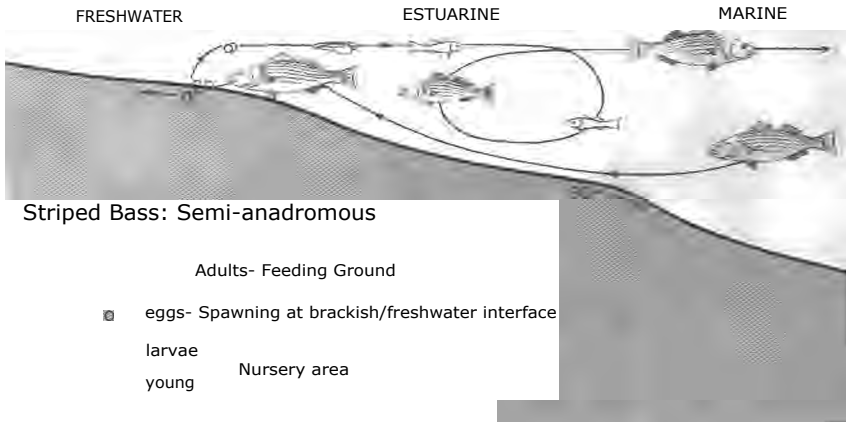 FRESHWATER ESTUARINE MARINE
Striped Bass: Semi-anadromous
Adults- Feeding Ground
eggs- Spawning at brackish/freshwater interface
larvae
young Nursery area